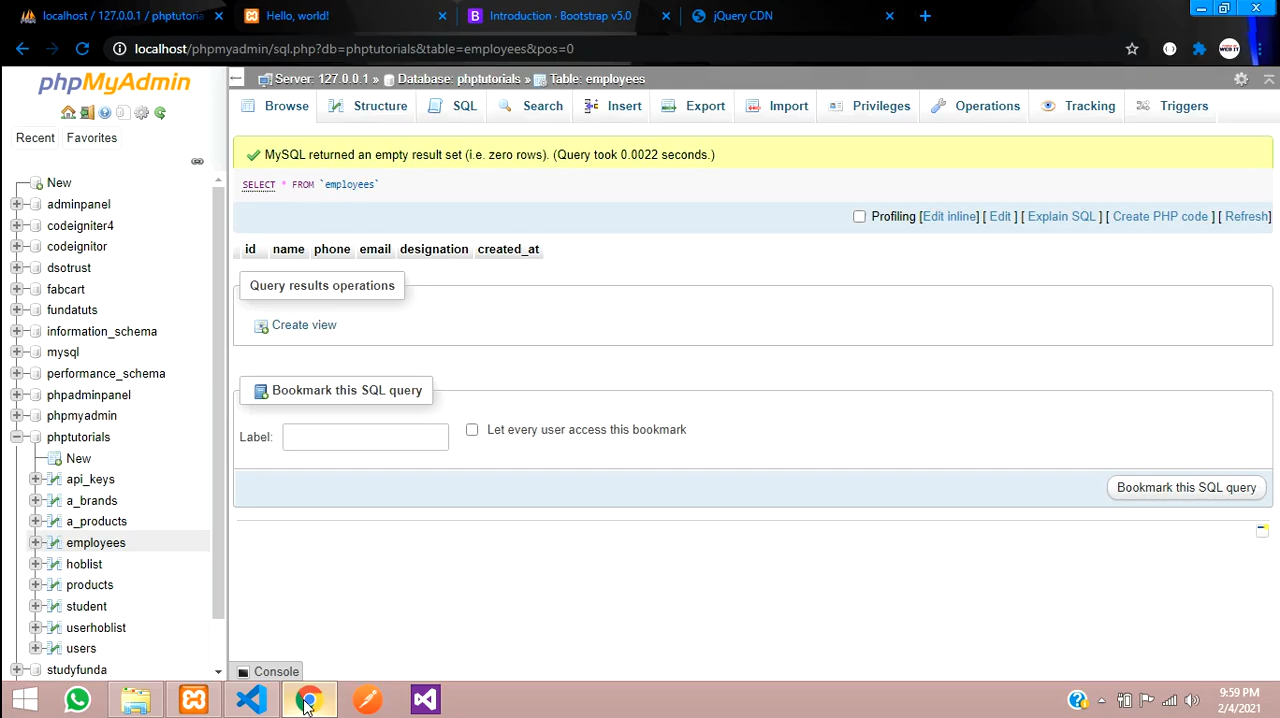 localhost / 127.0.0.1 / phptutoria
Hello, world!
Introduction · Bootstrap v5.0
jQuery CDN
localhost/phpmyadmin/sql.php?db=phptutorials&table=employees&pos=0
phpMyAdmin
Recent Favorites
New
adminpanel
codeigniter4
codeignitor
dsotrust
fabcart
fundatuts
information_schema
mysql
performance_schema
phpadminpanel
phpmyadmin
phptutorials
New
api_keys
a_brands
a_products
employees
hoblist
products
student
userhoblist
users
studyfunda
Server: 127.0.0.1 » Database: phptutorials » Table: employees
Browse Structure SQL Search Insert Export Import Privileges Operations Tracking Triggers
MySQL returned an empty result set (i.e. zero rows). (Query took 0.0022 seconds.)
SELECT * FROM `employees`
Profiling [Edit inline] [ Edit ] [ Explain SQL ] [ Create PHP code ] [ Refresh]
id name phone email designation created_at
Query results operations
Create view
Bookmark this SQL query
Label:
Let every user access this bookmark
Bookmark this SQL query
Console
9:59 PM
2/4/2021